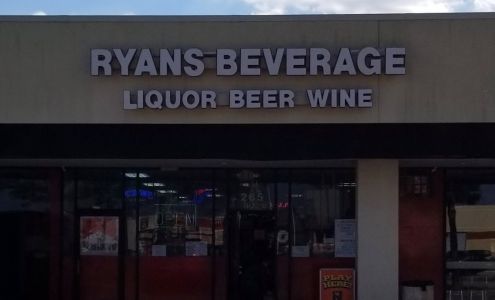 RYANS BEVERAGE
LIQUOR BEER WINE
265
PLAY
HERE!